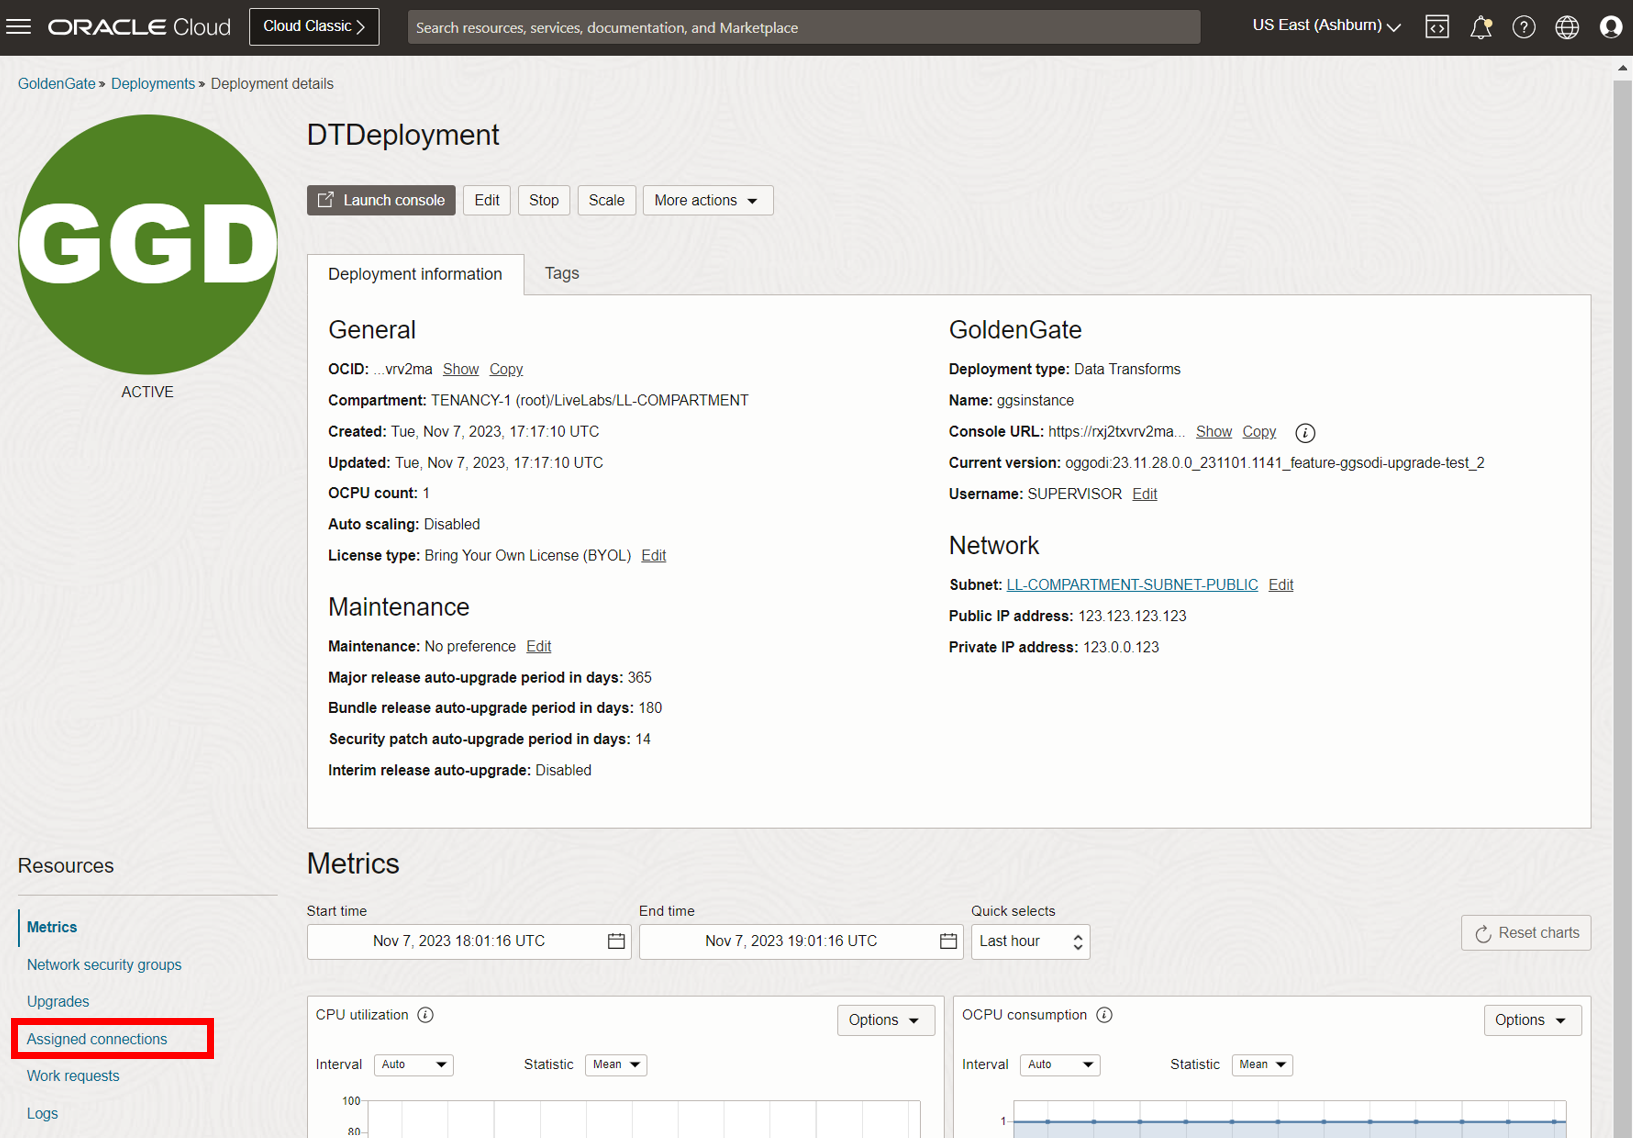 ORACLE Cloud
Cloud Classic
Search resources, services, documentation, and Marketplace
US East (Ashburn)
GoldenGate » Deployments » Deployment details
GGD
ACTIVE
DTDeployment
Launch console
Edit
Stop
Scale
More actions
Deployment information
Tags
General
OCID: ...vrv2ma Show Copy
Compartment: TENANCY-1 (root)/LiveLabs/LL-COMPARTMENT
Created: Tue, Nov 7, 2023, 17:17:10 UTC
Updated: Tue, Nov 7, 2023, 17:17:10 UTC
OCPU count: 1
Auto scaling: Disabled
License type: Bring Your Own License (BYOL) Edit
Maintenance
Maintenance: No preference Edit
Major release auto-upgrade period in days: 365
Bundle release auto-upgrade period in days: 180
Security patch auto-upgrade period in days: 14
Interim release auto-upgrade: Disabled
GoldenGate
Deployment type: Data Transforms
Name: ggsinstance
Console URL: https://rxj2txvrv2ma... Show Copy
Current version: oggodi:23.11.28.0.0_231101.1141_feature-ggsodi-upgrade-test_2
Username: SUPERVISOR Edit
Network
Subnet: LL-COMPARTMENT-SUBNET-PUBLIC Edit
Public IP address: 123.123.123.123
Private IP address: 123.0.0.123
Resources
Metrics
Network security groups
Upgrades
Assigned connections
Work requests
Logs
Metrics
Start time
Nov 7, 2023 18:01:16 UTC
End time
Nov 7, 2023 19:01:16 UTC
Quick selects
Last hour
Reset charts
CPU utilization
Options
Interval Auto
Statistic Mean
100
80
OCPU consumption
Options
Interval Auto
Statistic Mean
1